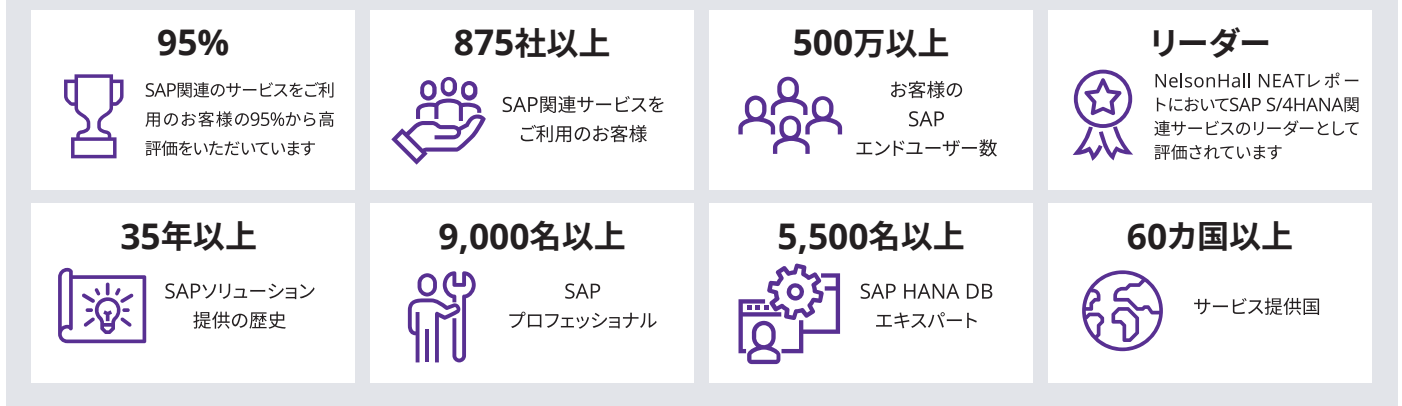 95%
SAP関連のサービスをご利
用のお客様の95%から高
評価をいただいています
875社以上
SAP関連サービスを
ご利用のお客様
500万以上
お客様の
SAP
エンドユーザー数
リーダー
NelsonHall NEATレポー
トにおいてSAP S/4HANA関
連サービスのリーダーとして
評価されています
35年以上
SAPソリューション
提供の歴史
9,000名以上
SAP
プロフェッショナル
5,500名以上
SAP HANA DB
エキスパート
60カ国以上
サービス提供国